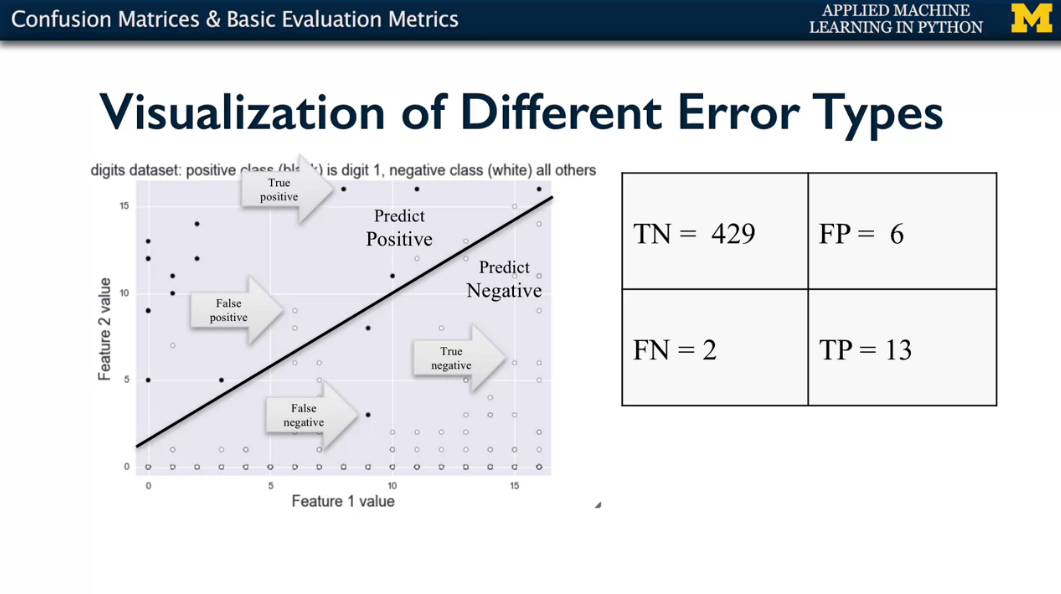 Confusion Matrices & Basic Evaluation Metrics
APPLIED MACHINE
LEARNING IN PYTHON
M
Visualization of Different Error Types
digits dataset: positive class (black) is digit 1, negative class (white) all others
True
positive
Predict
Positive
Predict
Negative
False
positive
True
negative
False
negative
15
10
5
0
Feature 2 value
0
5
10
15
Feature 1 value
TN = 429
FP = 6
FN = 2
TP = 13